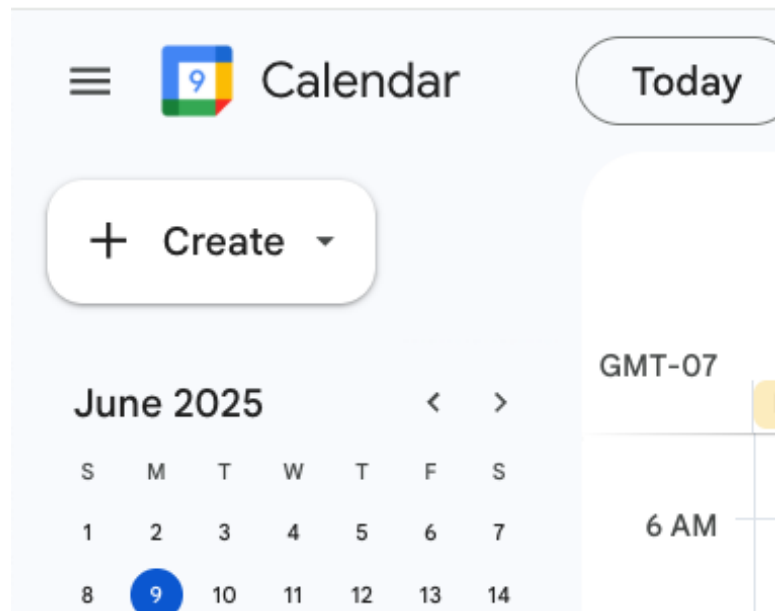 9 Calendar Today
+ Create
GMT-07
June 2025 < >
S M T W T F S
1 2 3 4 5 6 7
6 AM
8 9 10 11 12 13 14